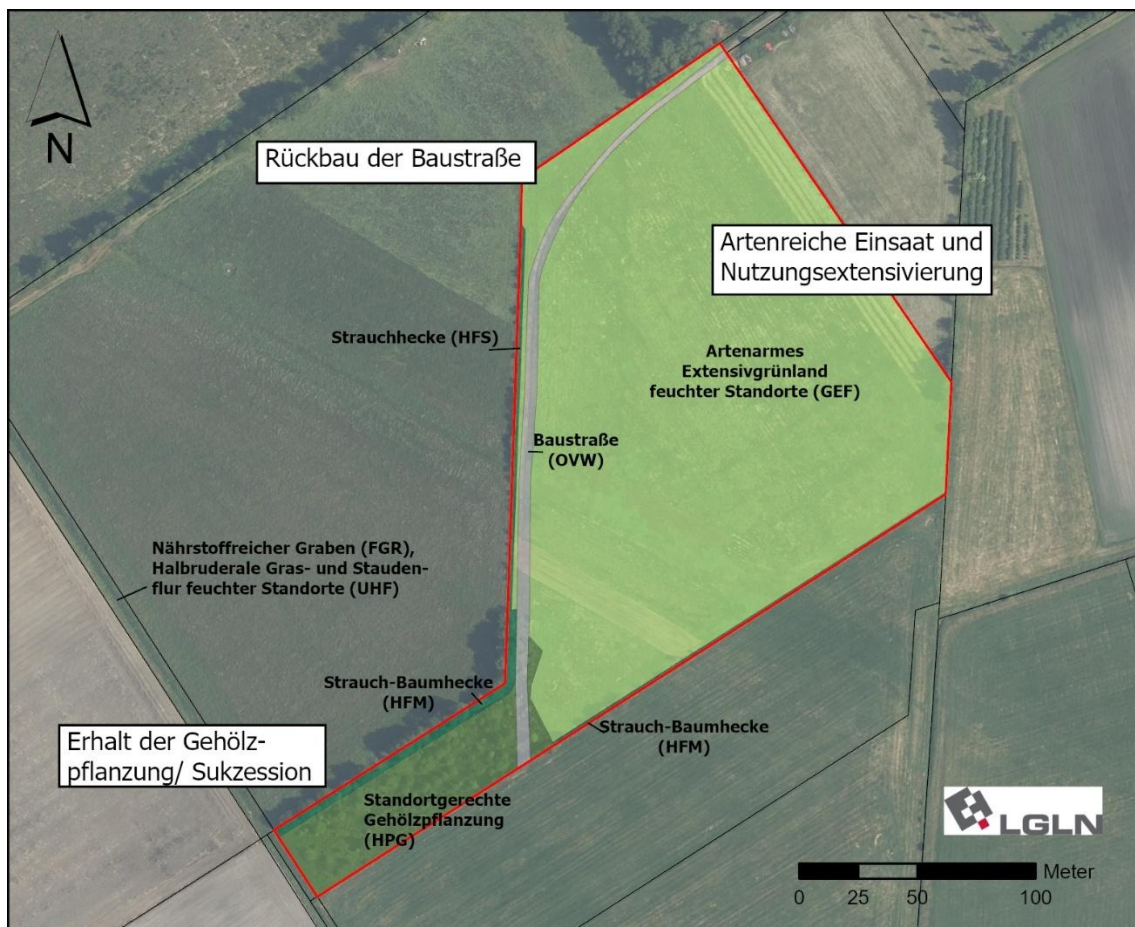 N
Rückbau der Baustraße
Artenreiche Einsaat und
Nutzungsextensivierung
Strauchhecke (HFS)
Artenarmes
Extensivgrünland
feuchter Standorte (GEF)
Baustraße
(OVW)
Nährstoffreicher Graben (FGR),
Halbruderale Gras- und Stauden-
flur feuchter Standorte (UHF)
Strauch-Baumhecke
(HFM)
Strauch-Baumhecke
(HFM)
Erhalt der Gehölz-
pflanzung/ Sukzession
Standortgerechte
Gehölzpflanzung
(HPG)
LGLN
Meter
0 25 50 100